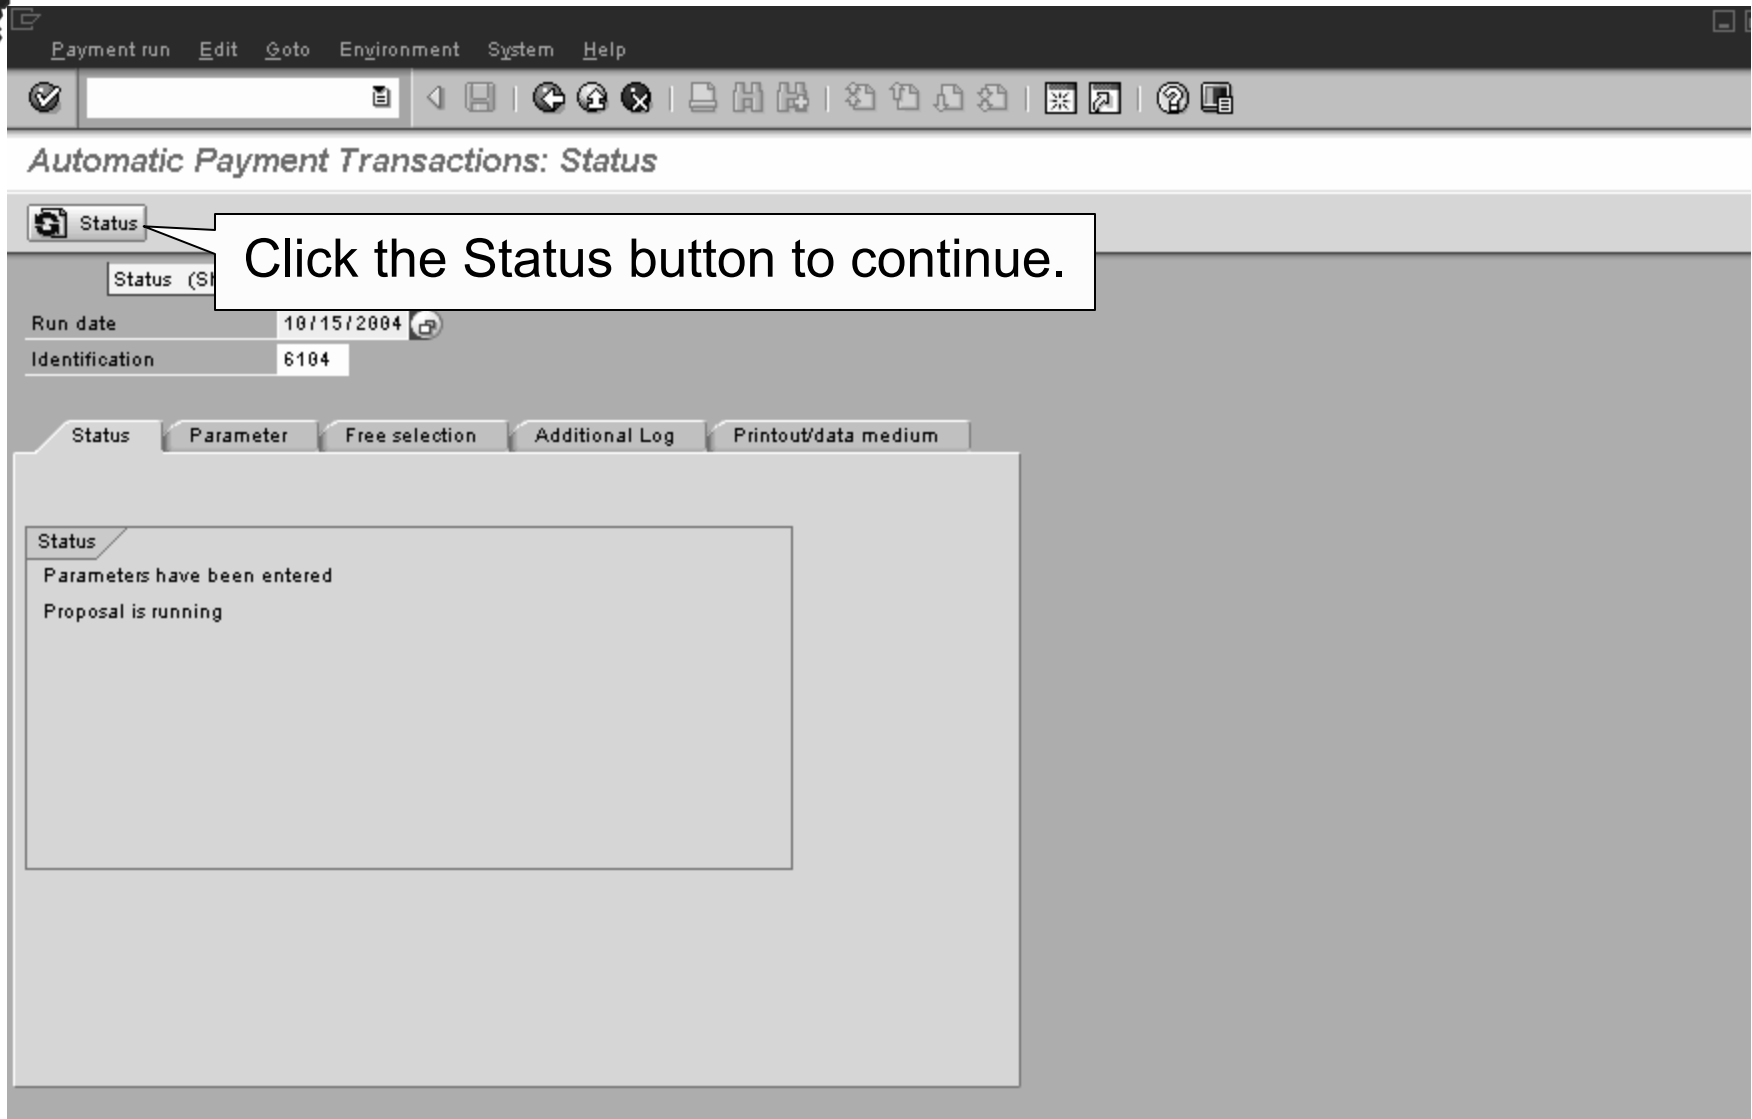 Payment run Edit Goto Environment System Help
Automatic Payment Transactions: Status
Status
Click the Status button to continue.
Status
Run date 10/15/2004
Identification 6104
Status Parameter Free selection Additional Log Printout/data medium
Status
Parameters have been entered
Proposal is running